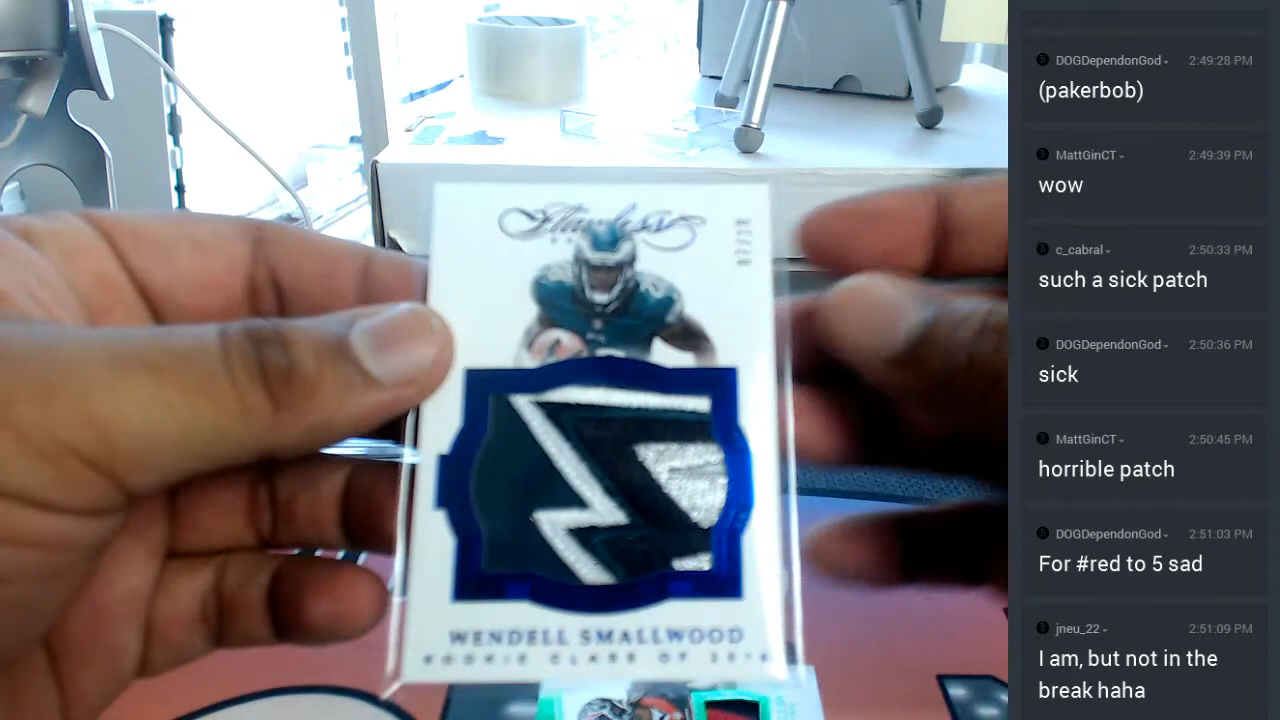 Flawless
07/10
WENDELL SMALLWOOD
ROOKIE CLASS OF 2016
DOGDependonGod 2:49:28 PM
(pakerbob)
MattGinCT 2:49:39 PM
wow
c_cabral 2:50:33 PM
such a sick patch
DOGDependonGod 2:50:36 PM
sick
MattGinCT 2:50:45 PM
horrible patch
DOGDependonGod 2:51:03 PM
For #red to 5 sad
jneu_22 2:51:09 PM
I am, but not in the
break haha